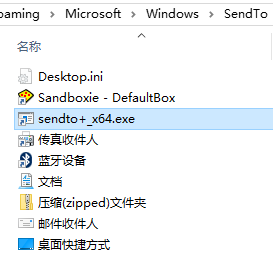 oaming > Microsoft > Windows > SendTo
名称
Desktop.ini
Sandboxie - DefaultBox
sendto+_x64.exe
传真收件人
蓝牙设备
文档
压缩(zipped)文件夹
邮件收件人
桌面快捷方式